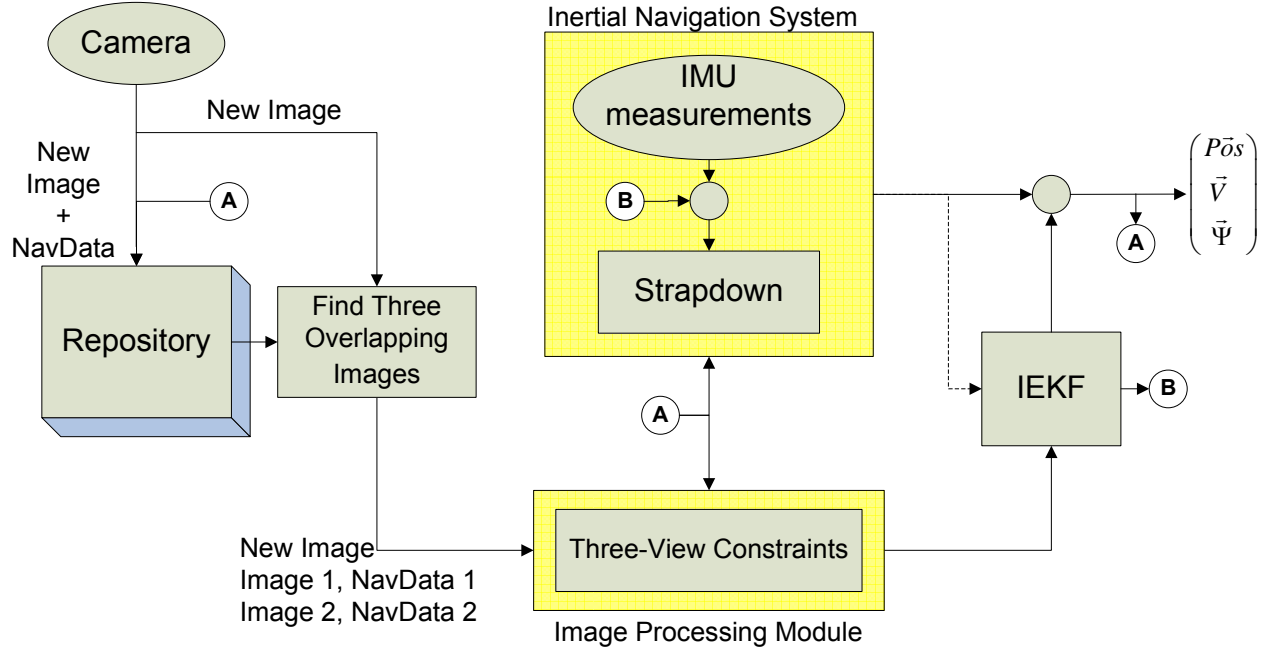 Inertial Navigation System
Camera
IMU
measurements
New Image
New
Image
+
NavData
A
B
Pos⃗
V⃗
Ψ⃗
A
Strapdown
Repository
Find Three
Overlapping
Images
IEKF
B
A
New Image
Image 1, NavData 1
Image 2, NavData 2
Three-View Constraints
Image Processing Module